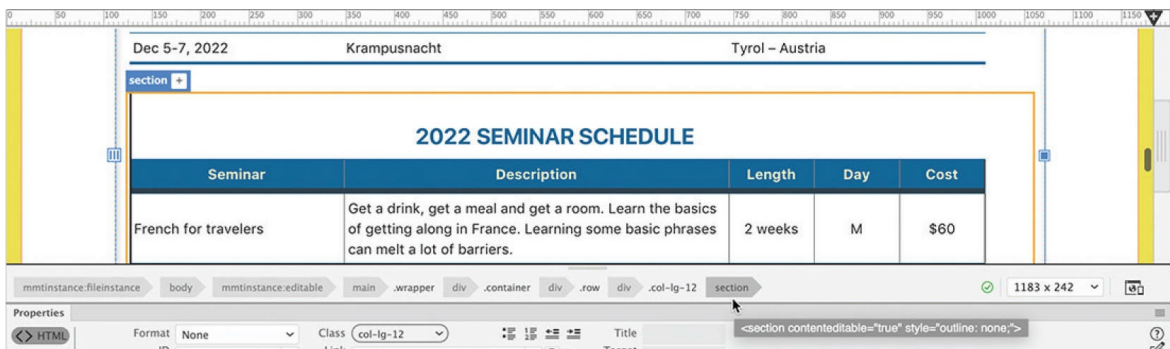 0 50 100 150 200 250 300 350 400 450 500 550 600 650 700 750 800 850 900 950 1000 1050 1100 1150
Dec 5-7, 2022 Krampusnacht Tyrol – Austria
section +
2022 SEMINAR SCHEDULE
Seminar Description Length Day Cost
French for travelers Get a drink, get a meal and get a room. Learn the basics of getting along in France. Learning some basic phrases can melt a lot of barriers. 2 weeks M $60
mmtinstance:fileinstance body mmtinstance:editable main .wrapper div .container div .row div .col-lg-12 section 1183 x 242
Properties
<> HTML Format None Class col-lg-12 Title
<section contenteditable="true" style="outline: none;">
ID Link Target